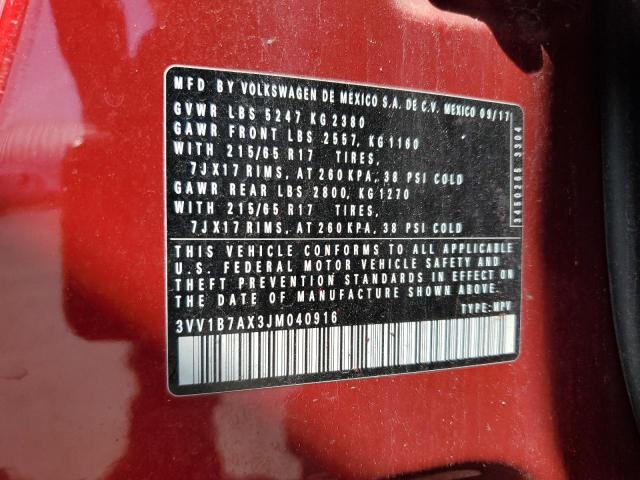 MFD BY VOLKSWAGEN DE MEXICO S.A. DE C.V. MEXICO 09/17
GVWR LBS 5247 KG 2380
GAWR FRONT LBS 2557, KG 1160
WITH 215/65 R17 TIRES,
7JX17 RIMS, AT 260 KPA, 38 PSI COLD
GAWR REAR LBS 2800, KG 1270
WITH 215/65 R17 TIRES,
7JX17 RIMS, AT 260 KPA, 38 PSI COLD
3450265 3304
THIS VEHICLE CONFORMS TO ALL APPLICABLE
U.S. FEDERAL MOTOR VEHICLE SAFETY AND
THEFT PREVENTION STANDARDS IN EFFECT ON
THE DATE OF MANUFACTURE SHOWN ABOVE.
3VV1B7AX3JM040916 TYPE: MPV